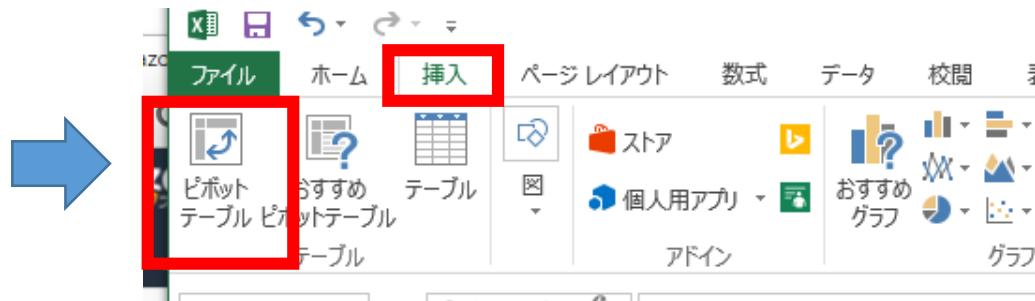 ファイル ホーム 挿入 ページ レイアウト 数式 データ 校閲
ピボット
テーブル
おすすめ
ピボットテーブル
テーブル
図
ストア
個人用アプリ
おすすめ
グラフ
テーブル アドイン グラフ